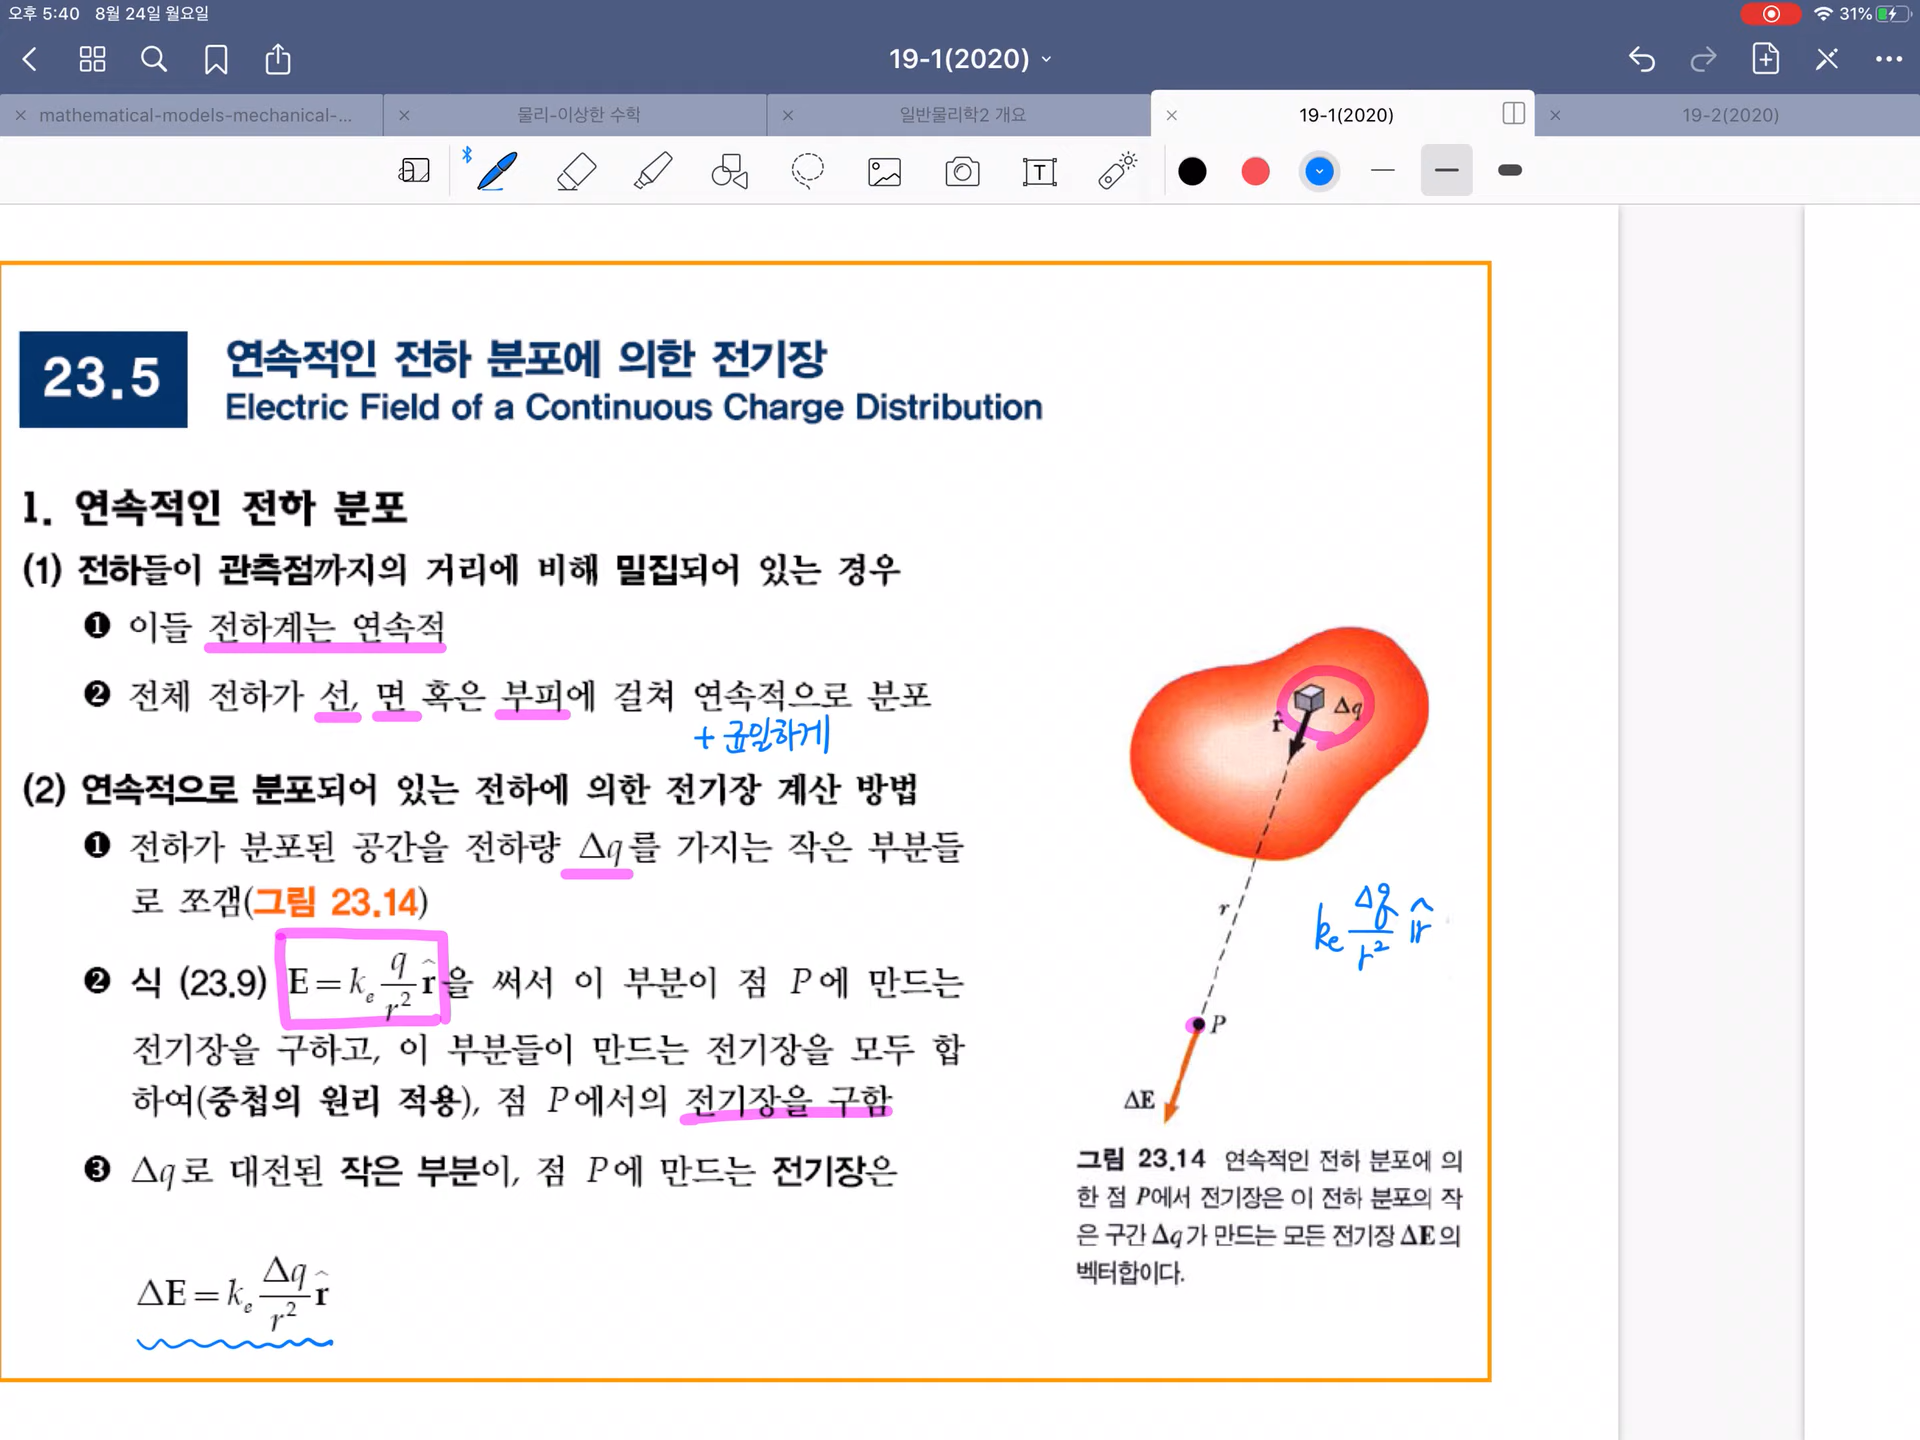 오후 5:40 8월 24일 월요일
31%
19-1(2020)
mathematical-models-mechanical-...
물리-이상한 수학
일반물리학2 개요
19-1(2020)
19-2(2020)
23.5
연속적인 전하 분포에 의한 전기장
Electric Field of a Continuous Charge Distribution
1. 연속적인 전하 분포
(1) 전하들이 관측점까지의 거리에 비해 밀집되어 있는 경우
❶ 이들 전하계는 연속적
❷ 전체 전하가 선, 면 혹은 부피에 걸쳐 연속적으로 분포
+ 균일하게
(2) 연속적으로 분포되어 있는 전하에 의한 전기장 계산 방법
❶ 전하가 분포된 공간을 전하량 Δq를 가지는 작은 부분들
로 쪼갬(그림 23.14)
❷ 식 (23.9) E = k_e q/r² r̂ 을 써서 이 부분이 점 P에 만드는
전기장을 구하고, 이 부분들이 만드는 전기장을 모두 합
하여(중첩의 원리 적용), 점 P에서의 전기장을 구함
❸ Δq로 대전된 작은 부분이, 점 P에 만드는 전기장은
ΔE = k_e Δq/r² r̂
Δq
r̂
r
k_e Δq/r² r̂
P
ΔE
그림 23.14 연속적인 전하 분포에 의
한 점 P에서 전기장은 이 전하 분포의 작
은 구간 Δq가 만드는 모든 전기장 ΔE의
벡터합이다.